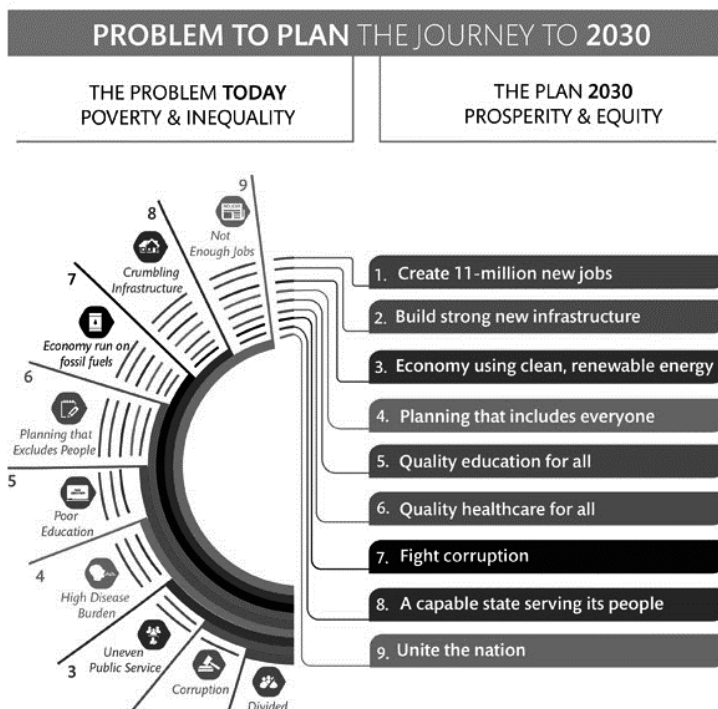 PROBLEM TO PLAN THE JOURNEY TO 2030
THE PROBLEM TODAY
POVERTY & INEQUALITY
THE PLAN 2030
PROSPERITY & EQUITY
9
Not
Enough Jobs
8
Crumbling
Infrastructure
7
Economy run on
fossil fuels
6
Planning that
Excludes People
5
Poor
Education
4
High Disease
Burden
3
Uneven
Public Service
Corruption
Divided
1. Create 11-million new jobs
2. Build strong new infrastructure
3. Economy using clean, renewable energy
4. Planning that includes everyone
5. Quality education for all
6. Quality healthcare for all
7. Fight corruption
8. A capable state serving its people
9. Unite the nation